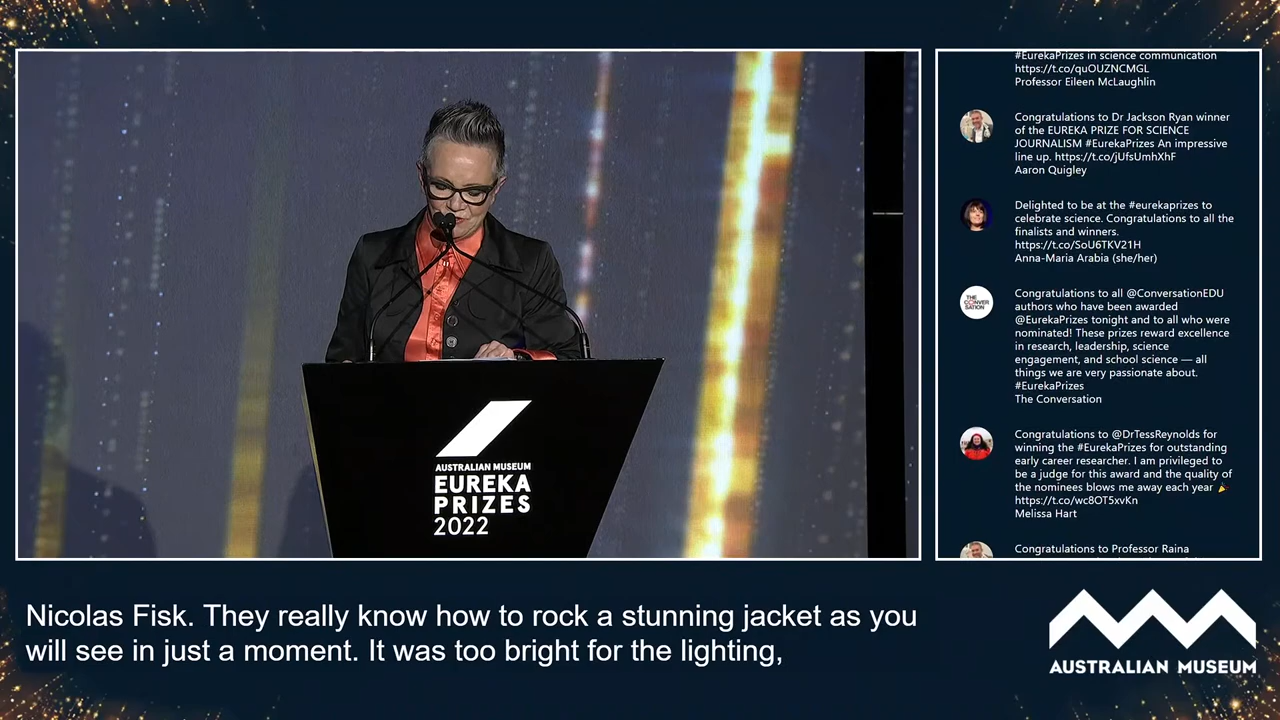 AUSTRALIAN MUSEUM
EUREKA
PRIZES
2022
#EurekaPrizes in science communication
https://t.co/quOUZNCMGL
Professor Eileen McLaughlin
Congratulations to Dr Jackson Ryan winner
of the EUREKA PRIZE FOR SCIENCE
JOURNALISM #EurekaPrizes An impressive
line up. https://t.co/jUfsUmhXhF
Aaron Quigley
Delighted to be at the #eurekaprizes to
celebrate science. Congratulations to all the
finalists and winners.
https://t.co/SoU6TKV21H
Anna-Maria Arabia (she/her)
THE
CONVER
SATION
Congratulations to all @ConversationEDU
authors who have been awarded
@EurekaPrizes tonight and to all who were
nominated! These prizes reward excellence
in research, leadership, science
engagement, and school science — all
things we are very passionate about.
#EurekaPrizes
The Conversation
Congratulations to @DrTessReynolds for
winning the #EurekaPrizes for outstanding
early career researcher. I am privileged to
be a judge for this award and the quality of
the nominees blows me away each year 🎉
https://t.co/wc8OT5xvKn
Melissa Hart
Congratulations to Professor Raina
Nicolas Fisk. They really know how to rock a stunning jacket as you
will see in just a moment. It was too bright for the lighting,
AUSTRALIAN MUSEUM